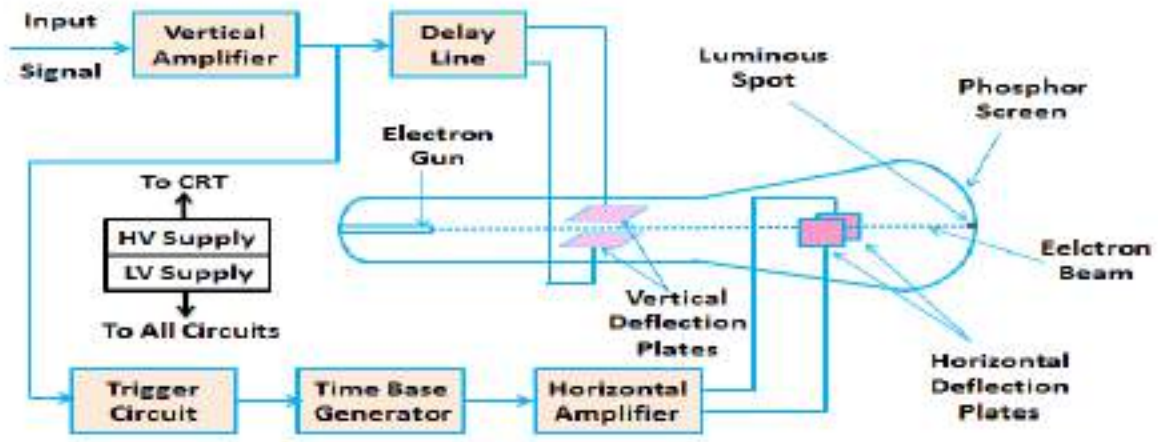 Input
Signal
Vertical
Amplifier
Delay
Line
Luminous
Spot
Phosphor
Screen
Electron
Gun
To CRT
HV Supply
LV Supply
To All Circuits
Vertical
Deflection
Plates
Eelctron
Beam
Horizontal
Deflection
Plates
Trigger
Circuit
Time Base
Generator
Horizontal
Amplifier